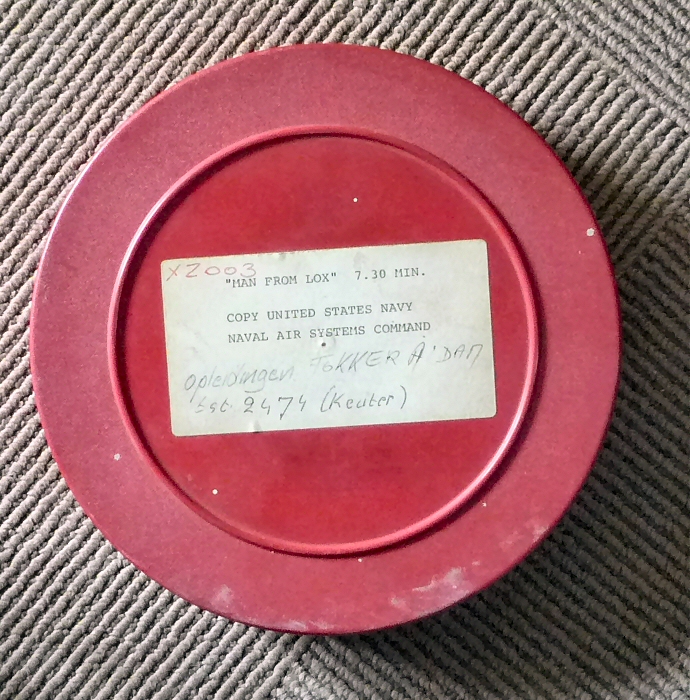 XZ003
"MAN FROM LOX" 7.30 MIN.
COPY UNITED STATES NAVY
NAVAL AIR SYSTEMS COMMAND
opleidingen FOKKER A'DAM
tst. 2474 (Keuter)